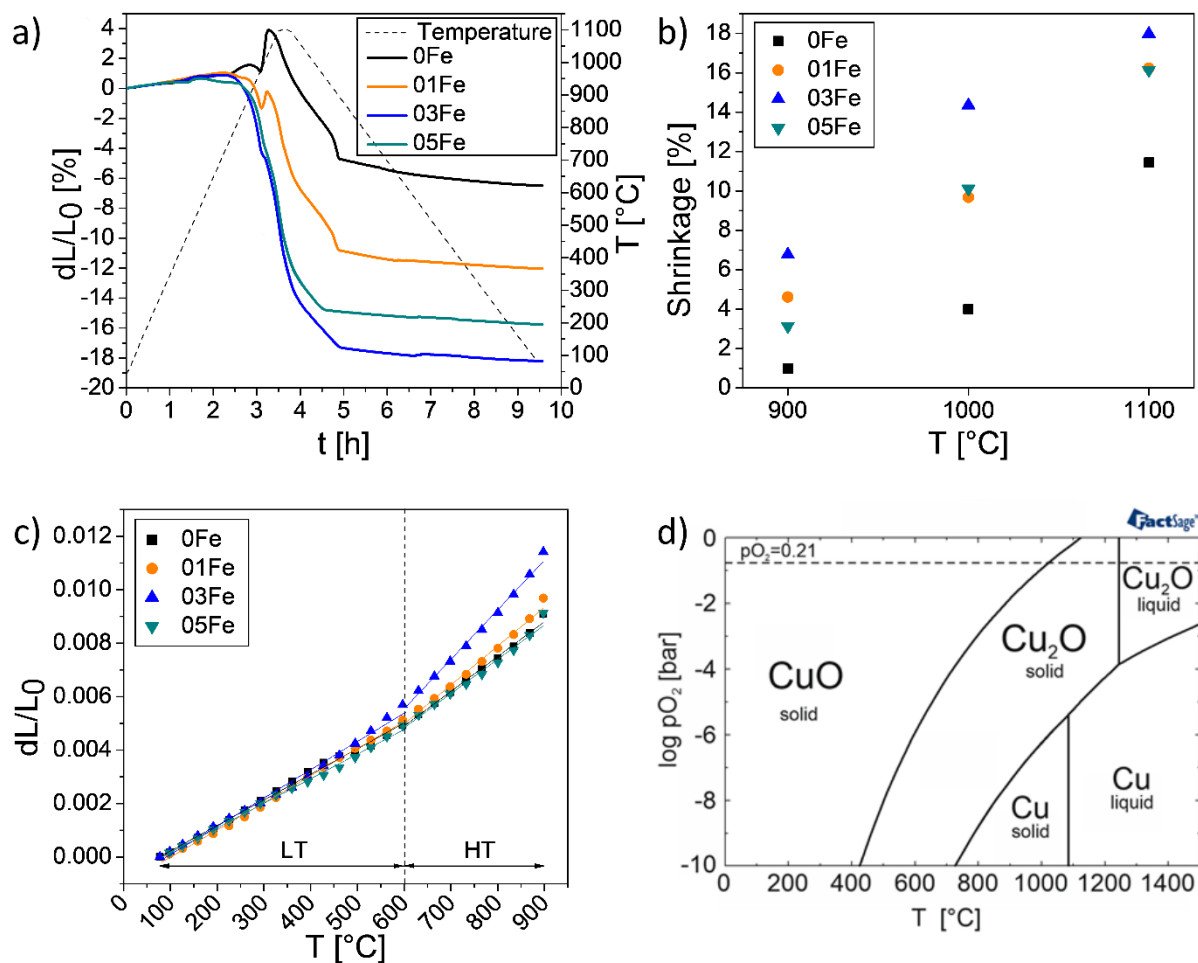 a)
Temperature
0Fe
01Fe
03Fe
05Fe
4
2
0
-2
-4
-6
-8
-10
-12
-14
-16
-18
-20
dL/L0 [%]
0 1 2 3 4 5 6 7 8 9 10
t [h]
1100
1000
900
800
700
600
500
400
300
200
100
0
T [°C]
b)
0Fe
01Fe
03Fe
05Fe
18
16
14
12
10
8
6
4
2
0
Shrinkage [%]
900 1000 1100
T [°C]
c)
0Fe
01Fe
03Fe
05Fe
0.012
0.010
0.008
0.006
0.004
0.002
0.000
dL/L0
LT HT
0 100 200 300 400 500 600 700 800 900
T [°C]
d)
FactSage™
pO2=0.21
0
-2
-4
-6
-8
-10
log pO2 [bar]
CuO
solid
Cu2O
solid
Cu2O
liquid
Cu
solid
Cu
liquid
0 200 400 600 800 1000 1200 1400
T [°C]